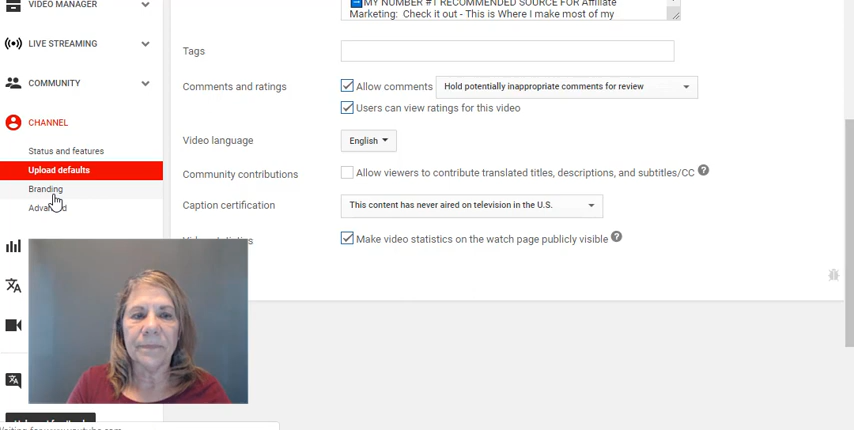 VIDEO MANAGER
LIVE STREAMING
COMMUNITY
CHANNEL
Status and features
Upload defaults
Branding
MY NUMBER #1 RECOMMENDED SOURCE FOR Affiliate
Marketing: Check it out - This is Where I make most of my
Tags
Comments and ratings
Allow comments
Hold potentially inappropriate comments for review
Users can view ratings for this video
Video language
English
Community contributions
Allow viewers to contribute translated titles, descriptions, and subtitles/CC ?
Caption certification
This content has never aired on television in the U.S.
Make video statistics on the watch page publicly visible ?